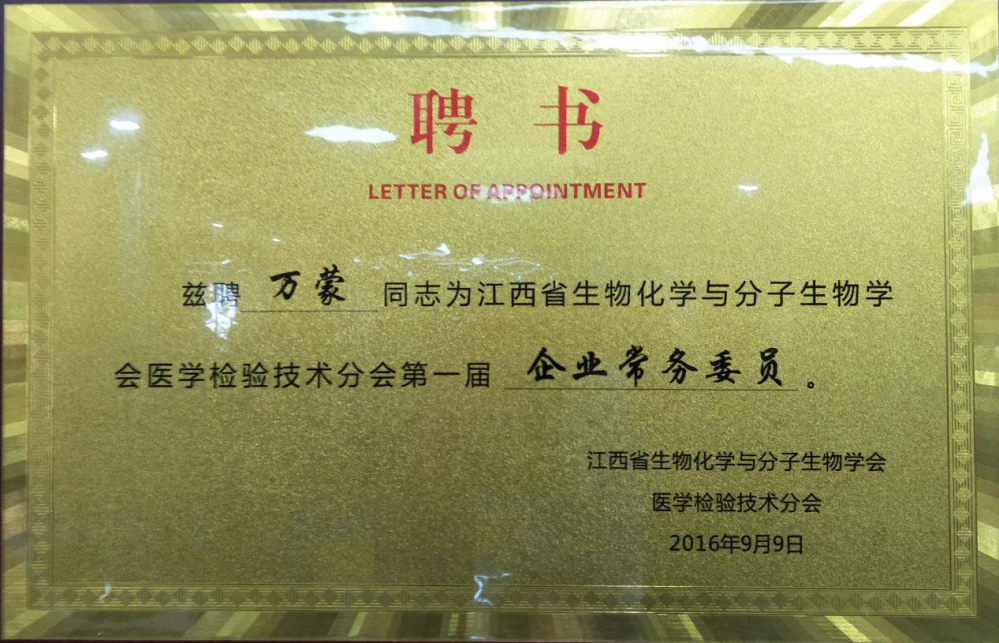 聘书
LETTER OF APPOINTMENT
兹聘 万蒙 同志为江西省生物化学与分子生物学
会医学检验技术分会第一届 企业常务委员。
江西省生物化学与分子生物学会
医学检验技术分会
2016年9月9日